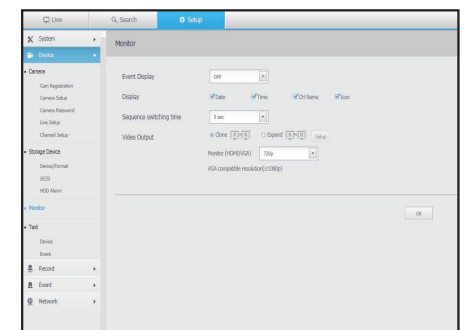 Live
Search
Setup
System
Device
Monitor
Camera
Cam Registration
Camera Setup
Camera Password
Live Setup
Channel Setup
Storage Device
Device/Format
iSCSI
HDD Alarm
Monitor
Text
Device
Event
Record
Event
Network
Event Display OFF
Display Date Time CH Name Icon
Sequence switching time 5 sec
Video Output Clone A A Expand A B Setup
Monitor (HDMI/VGA) 720p
VGA compatible resolution(≤1080p)
OK